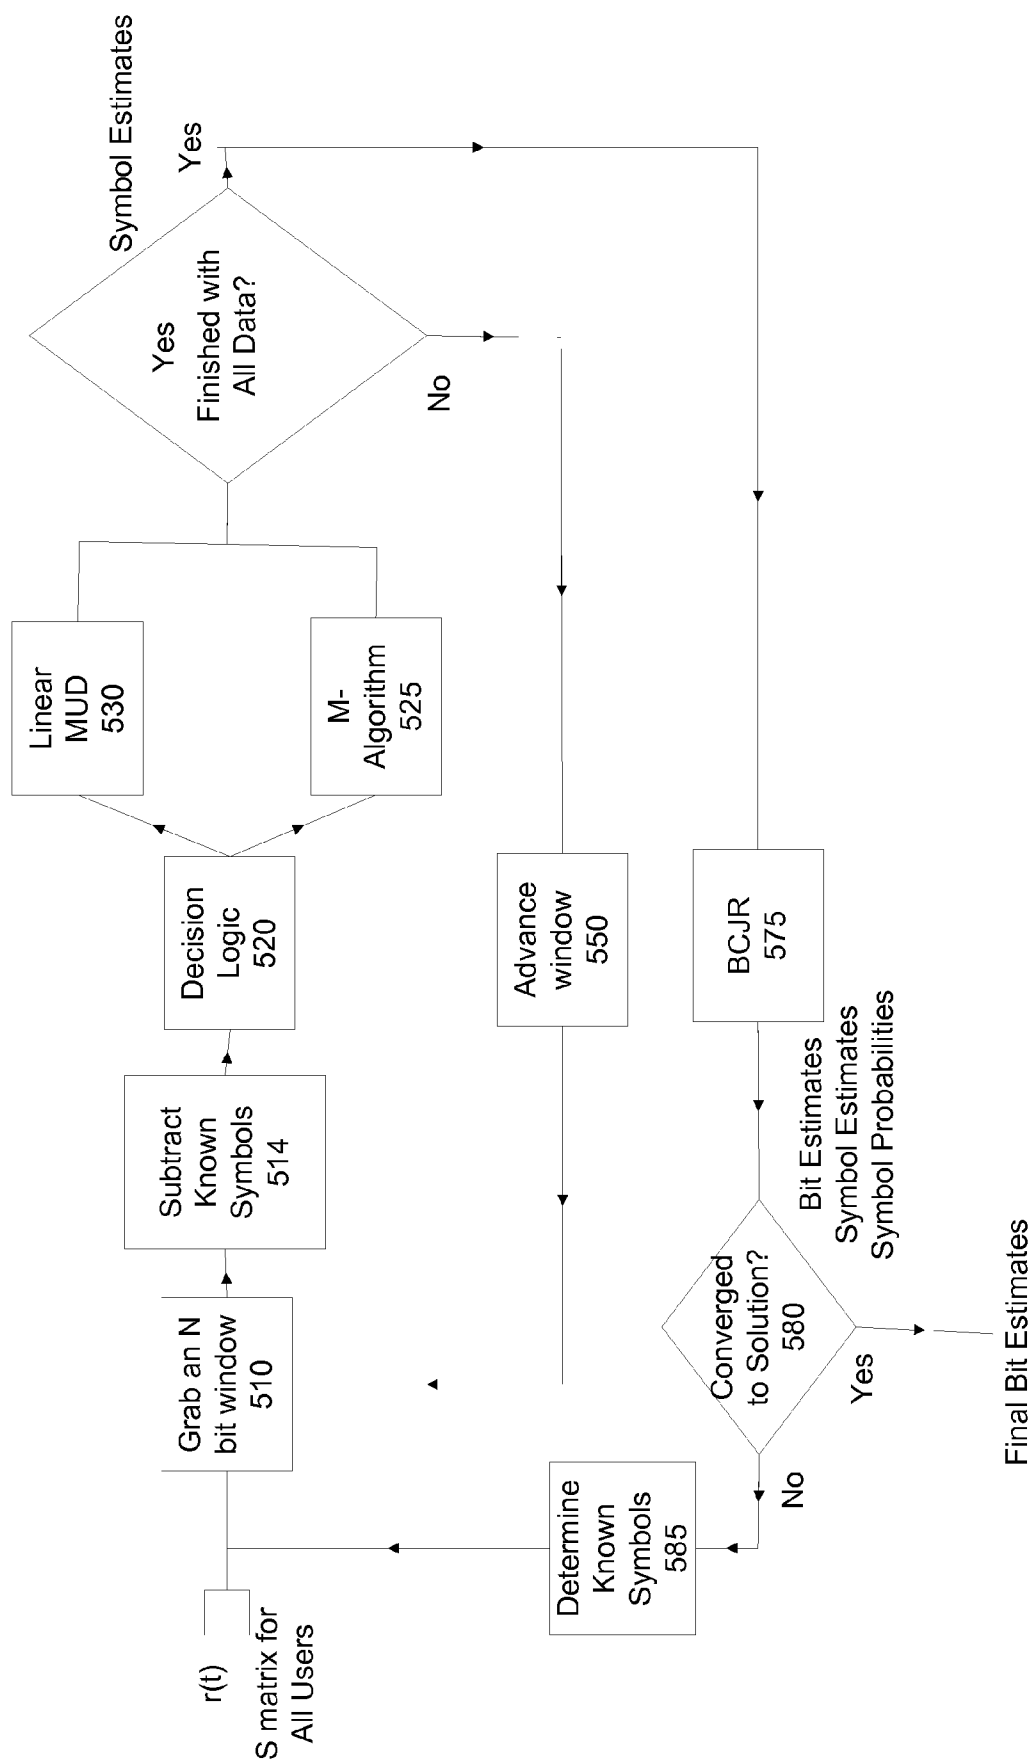 r(t)
S matrix for
All Users
Grab an N
bit window
510
Subtract
Known
Symbols
514
Decision
Logic
520
Linear
MUD
530
M-
Algorithm
525
Yes
Finished with
All Data?
Symbol Estimates
Yes
No
Advance
window
550
BCJR
575
Bit Estimates
Symbol Estimates
Symbol Probabilities
Converged
to Solution?
580
No
Yes
Determine
Known
Symbols
585
Final Bit Estimates